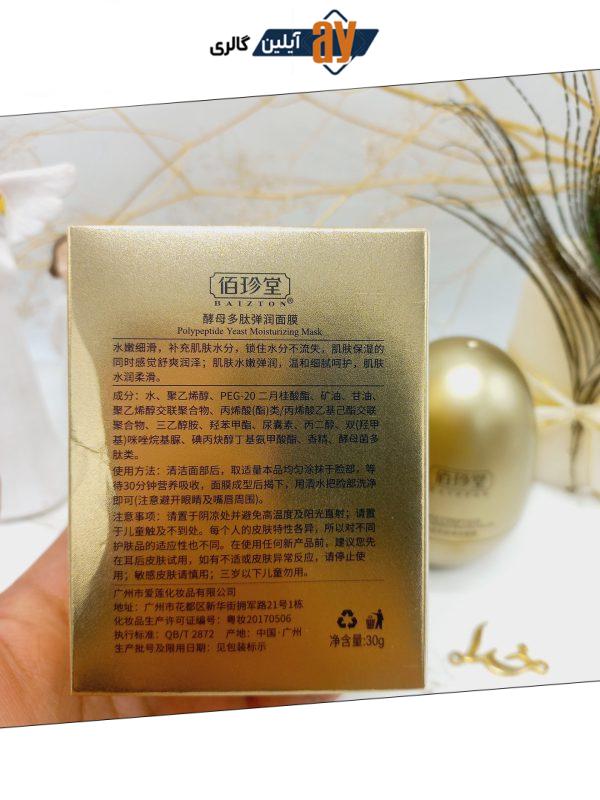 آیلین گالری
ay
佰珍堂
BAIZTON®
酵母多肽弹润面膜
Polypeptide Yeast Moisturizing Mask
水嫩细滑，补充肌肤水分，锁住水分不流失，肌肤保湿的
同时感觉舒爽润泽；肌肤水嫩弹润，温和细腻呵护，肌肤
水润柔滑。
成分：水、聚乙烯醇、PEG-20 二月桂酸酯、矿油、甘油、
聚乙烯醇交联聚合物、丙烯酸(酯)类/丙烯酸乙基己酯交联
聚合物、三乙醇胺、羟苯甲酯、尿囊素、丙二醇、双(羟甲
基)咪唑烷基脲、碘丙炔醇丁基氨甲酸酯、香精、酵母菌多
肽类。
使用方法：清洁面部后，取适量本品均匀涂抹于脸部，等
待30分钟营养吸收，面膜成型后揭下，用清水把脸部洗净
即可(注意避开眼睛及嘴唇周围)。
注意事项：请置于阴凉处并避免高温度及阳光直射；请置
于儿童触及不到处。每个人的皮肤特性各异，所以对不同
护肤品的适应性也不同。在使用任何新产品前，建议您先
在耳后皮肤试用，如有不适或皮肤异常反应，请停止使
用；敏感皮肤请慎用；三岁以下儿童勿用。
广州市爱莲化妆品有限公司
地址：广州市花都区新华街拥军路21号1栋
化妆品生产许可证编号：粤妆20170506
执行标准：QB/T 2872 产地：中国·广州
生产批号及限用日期：见包装标示
净含量:30g
佰珍堂